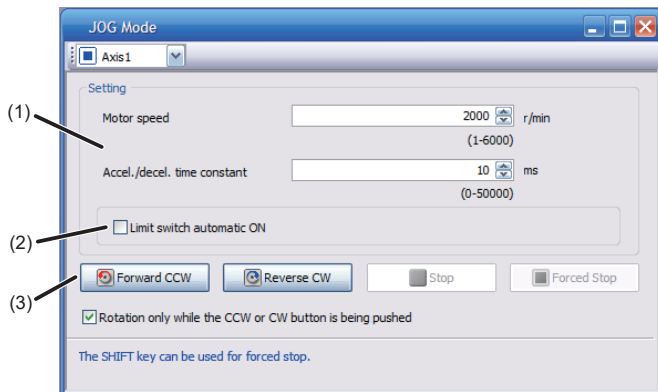 JOG Mode
Axis1
Setting
(1)
Motor speed 2000 r/min
(1-6000)
Accel./decel. time constant 10 ms
(0-50000)
(2)
Limit switch automatic ON
(3)
Forward CCW Reverse CW Stop Forced Stop
Rotation only while the CCW or CW button is being pushed
The SHIFT key can be used for forced stop.